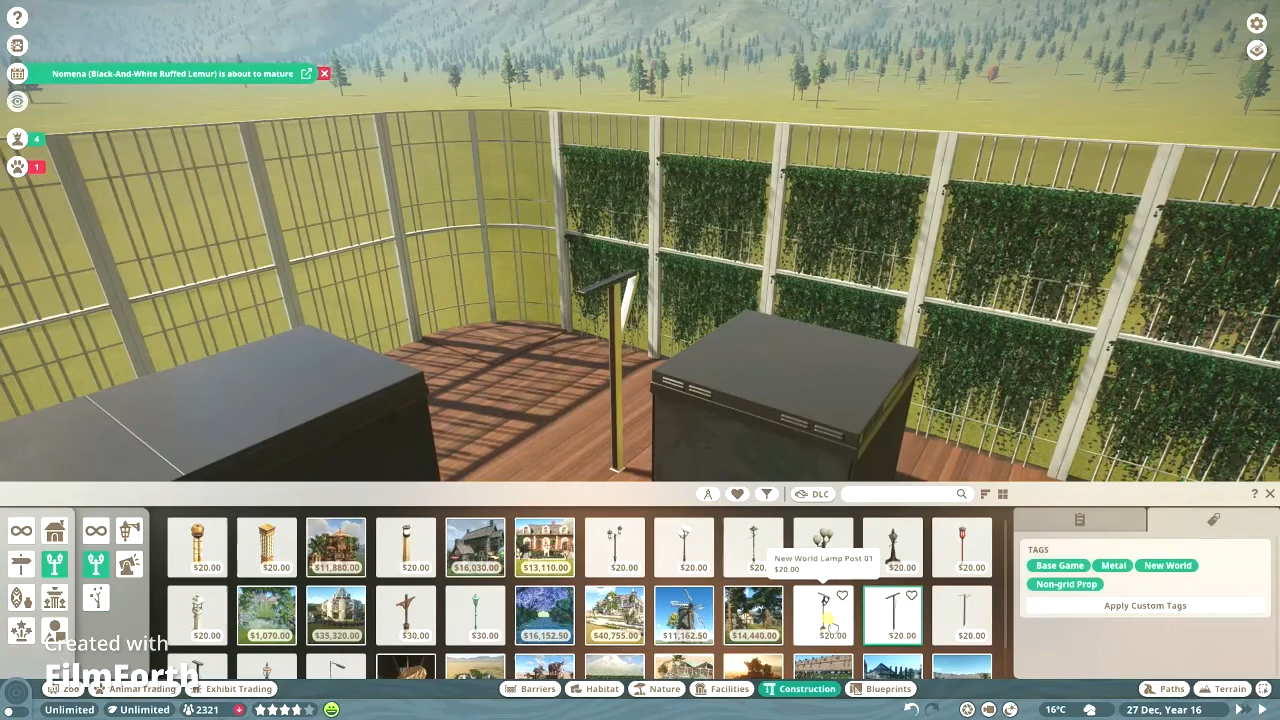 Nomena (Black-And-White Ruffed Lemur) is about to mature
4
1
DLC
New World Lamp Post 01
$20.00
$20.00
$20.00
$11,880.00
$20.00
$16,030.00
$13,110.00
$20.00
$20.00
$20.00
$20.00
$20.00
$20.00
$1,070.00
$35,320.00
$30.00
$30.00
$16,152.50
$40,755.00
$11,162.50
$14,440.00
$20.00
$20.00
$20.00
TAGS
Base Game
Metal
New World
Non-grid Prop
Apply Custom Tags
Created with
FilmForth
Zoo
Animal Trading
Exhibit Trading
Barriers
Habitat
Nature
Facilities
Construction
Blueprints
Paths
Terrain
Unlimited
Unlimited
2321
16°C
27 Dec, Year 16